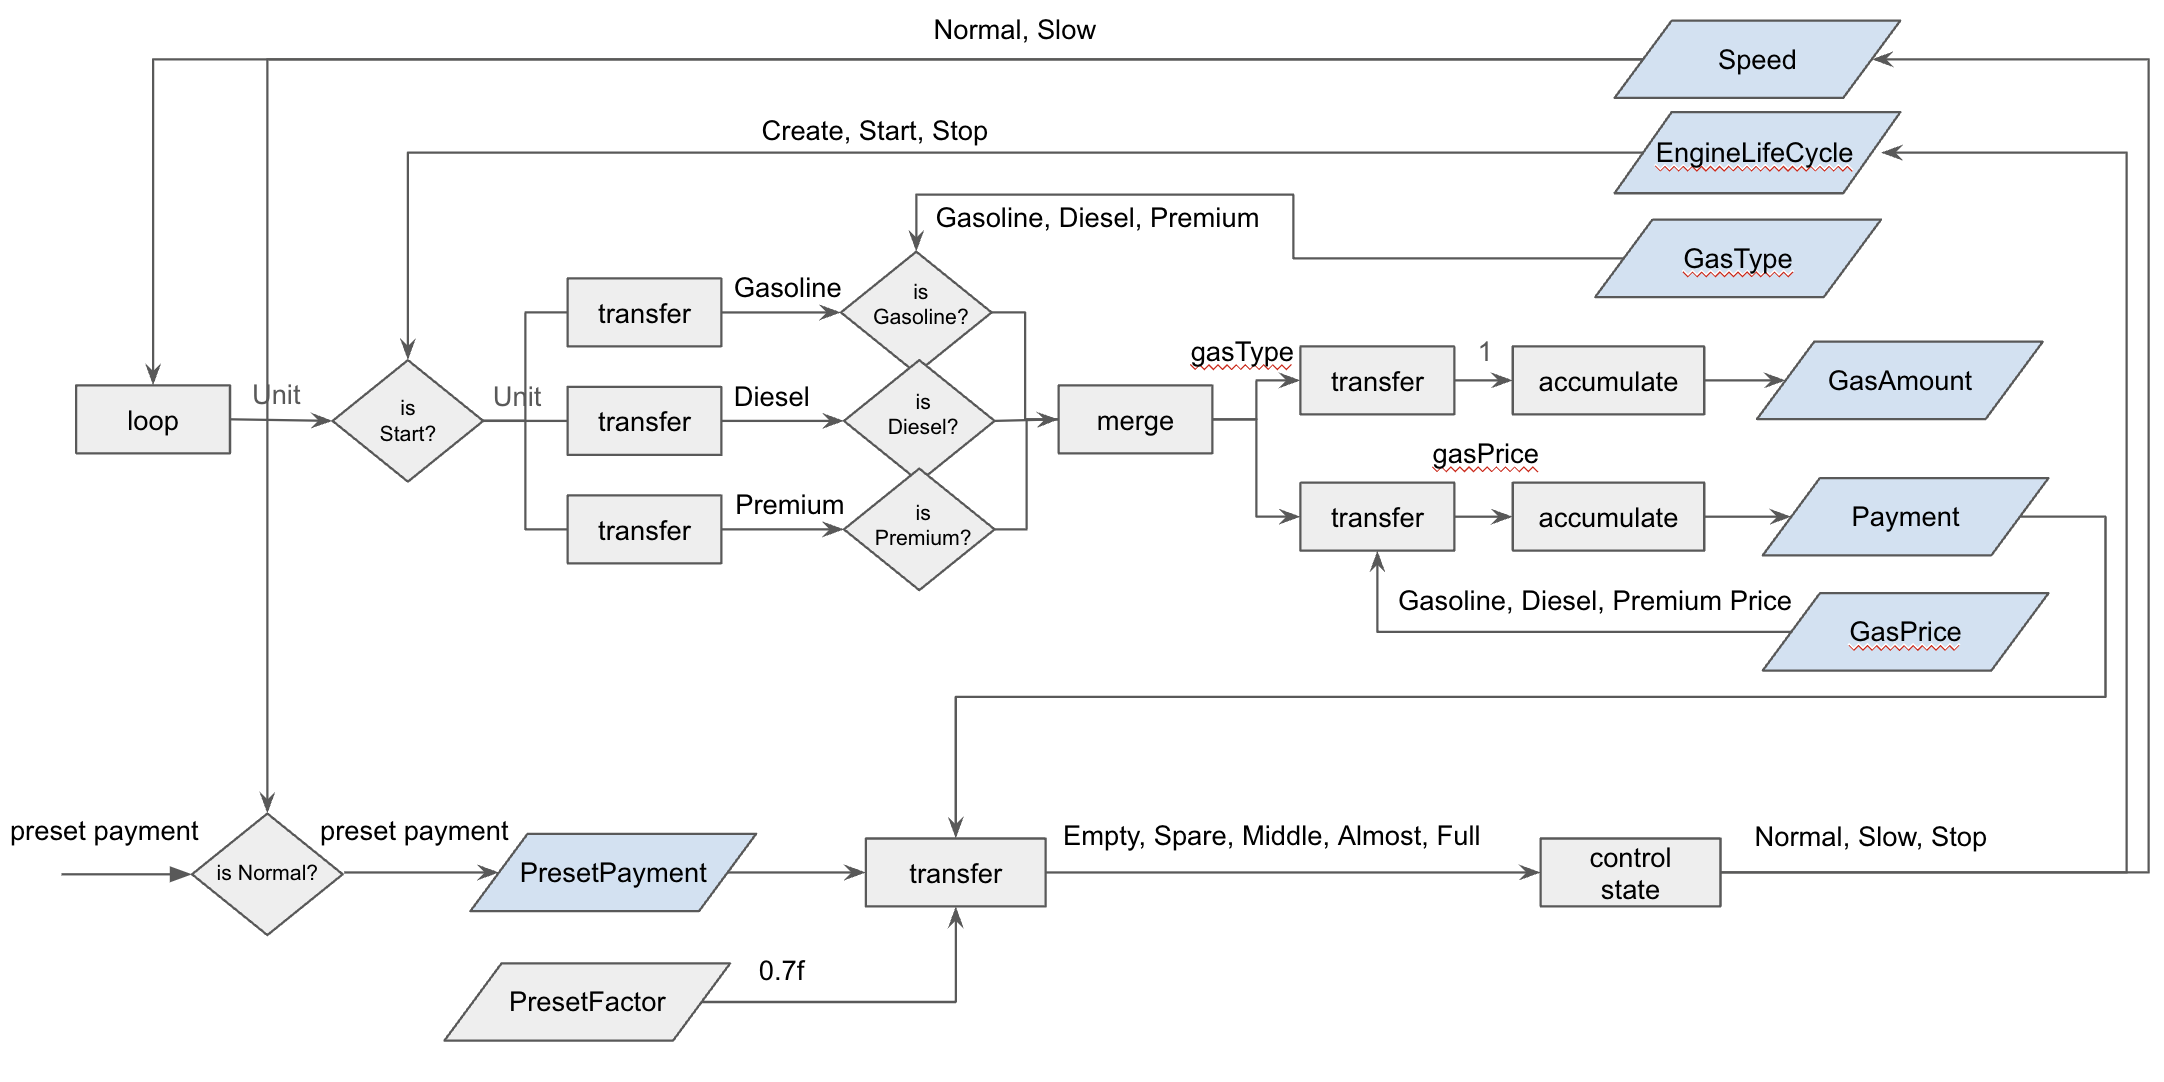 Normal, Slow
Speed
Create, Start, Stop
EngineLifeCycle
Gasoline, Diesel, Premium
GasType
transfer
Gasoline
is
Gasoline?
loop
Unit
is
Start?
Unit
transfer
Diesel
is
Diesel?
merge
gasType
transfer
1
accumulate
GasAmount
transfer
Premium
is
Premium?
gasPrice
transfer
accumulate
Payment
Gasoline, Diesel, Premium Price
GasPrice
preset payment
is Normal?
preset payment
PresetPayment
transfer
Empty, Spare, Middle, Almost, Full
control
state
Normal, Slow, Stop
PresetFactor
0.7f